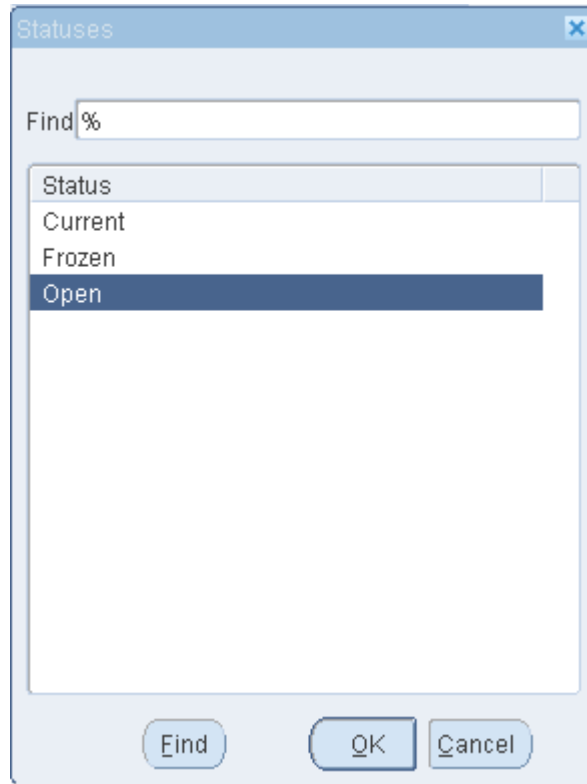 Statuses
Find %
Status
Current
Frozen
Open
Find OK Cancel